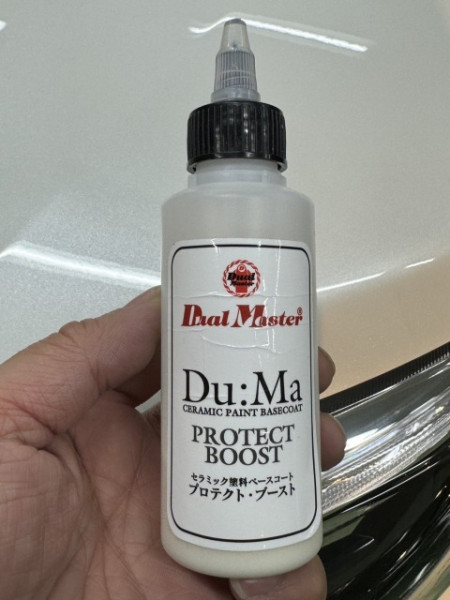 Dual
Master
Dual Master®
Du:Ma
CERAMIC PAINT BASECOAT
PROTECT
BOOST
セラミック塗料ベースコート
プロテクト・ブースト